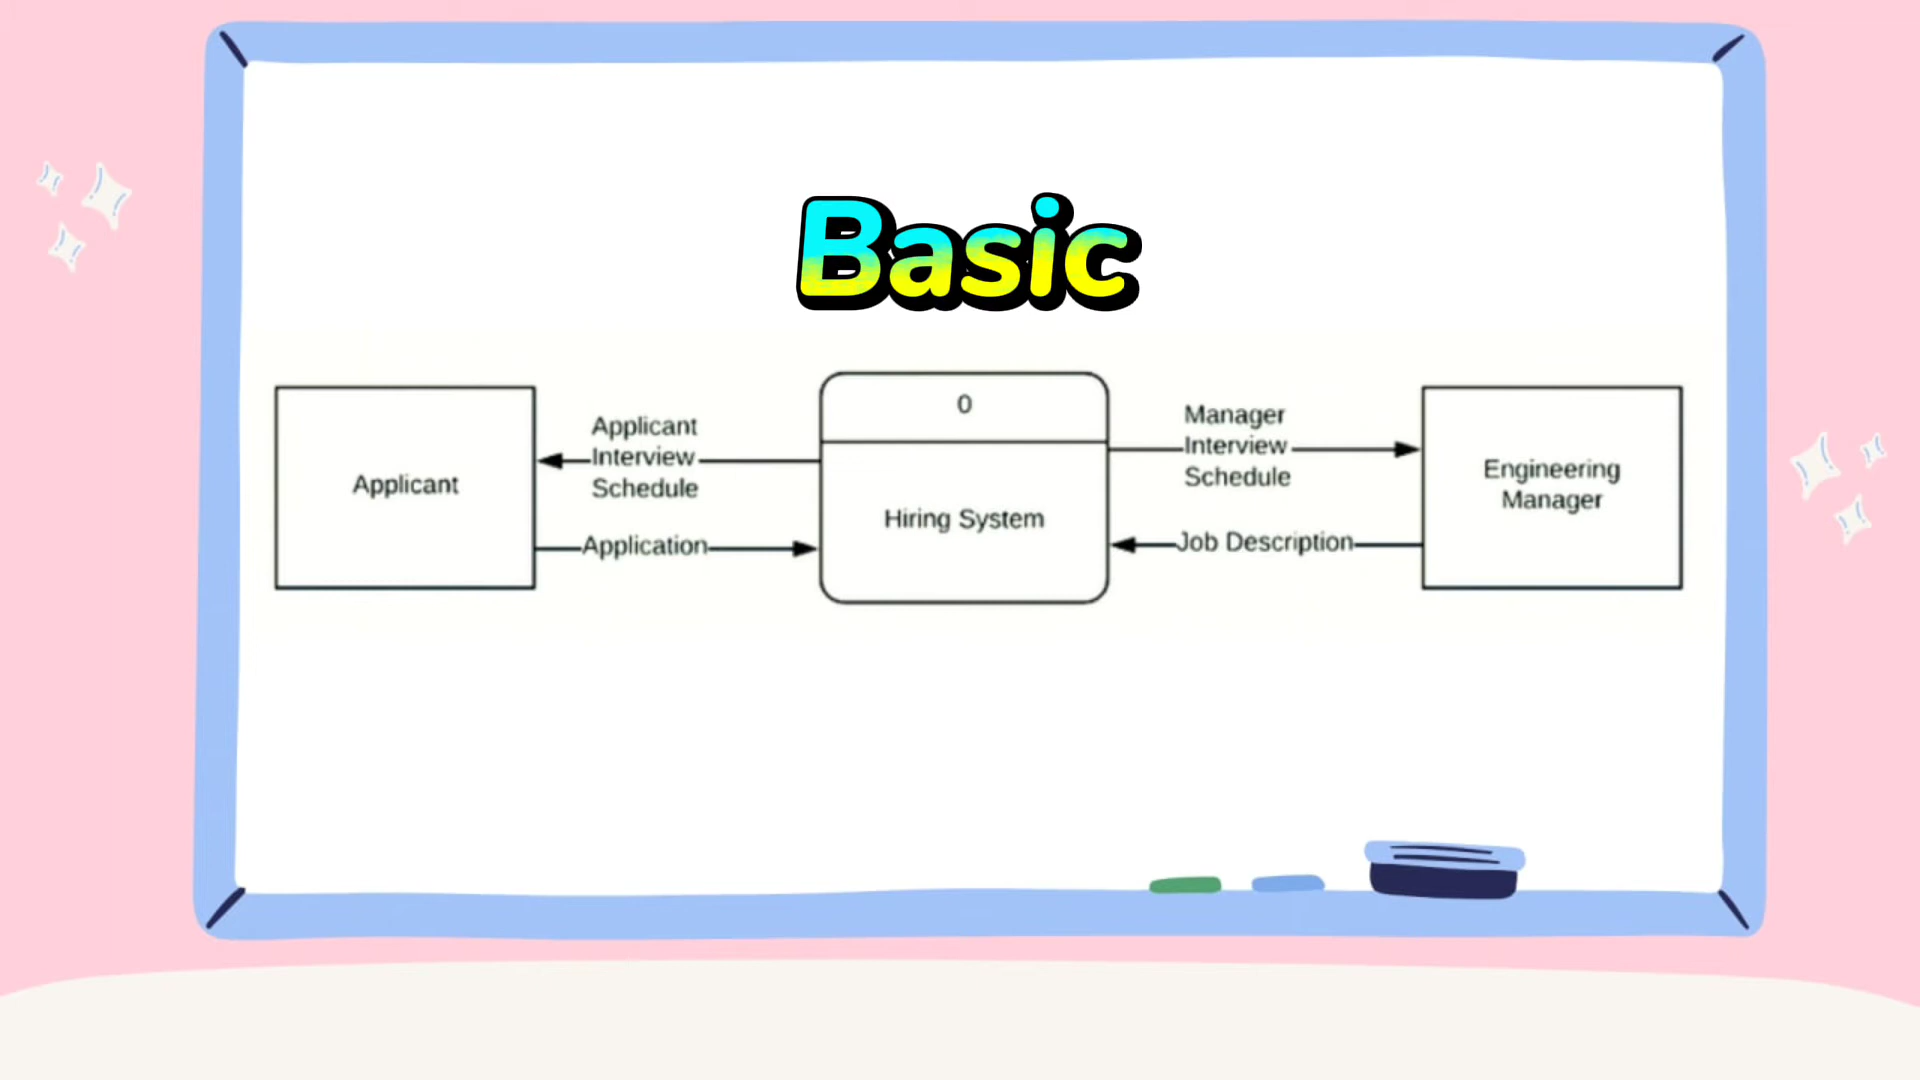 Basic
Applicant
Applicant
Interview
Schedule
Application
0
Hiring System
Manager
Interview
Schedule
Job Description
Engineering
Manager